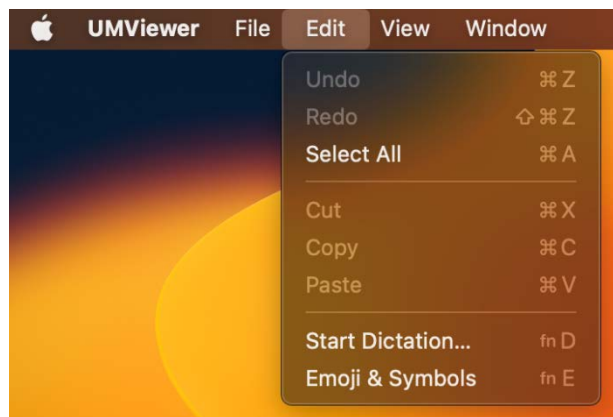 UMViewer File Edit View Window
Undo ⌘ Z
Redo ⇧ ⌘ Z
Select All ⌘ A
Cut ⌘ X
Copy ⌘ C
Paste ⌘ V
Start Dictation... fn D
Emoji & Symbols fn E